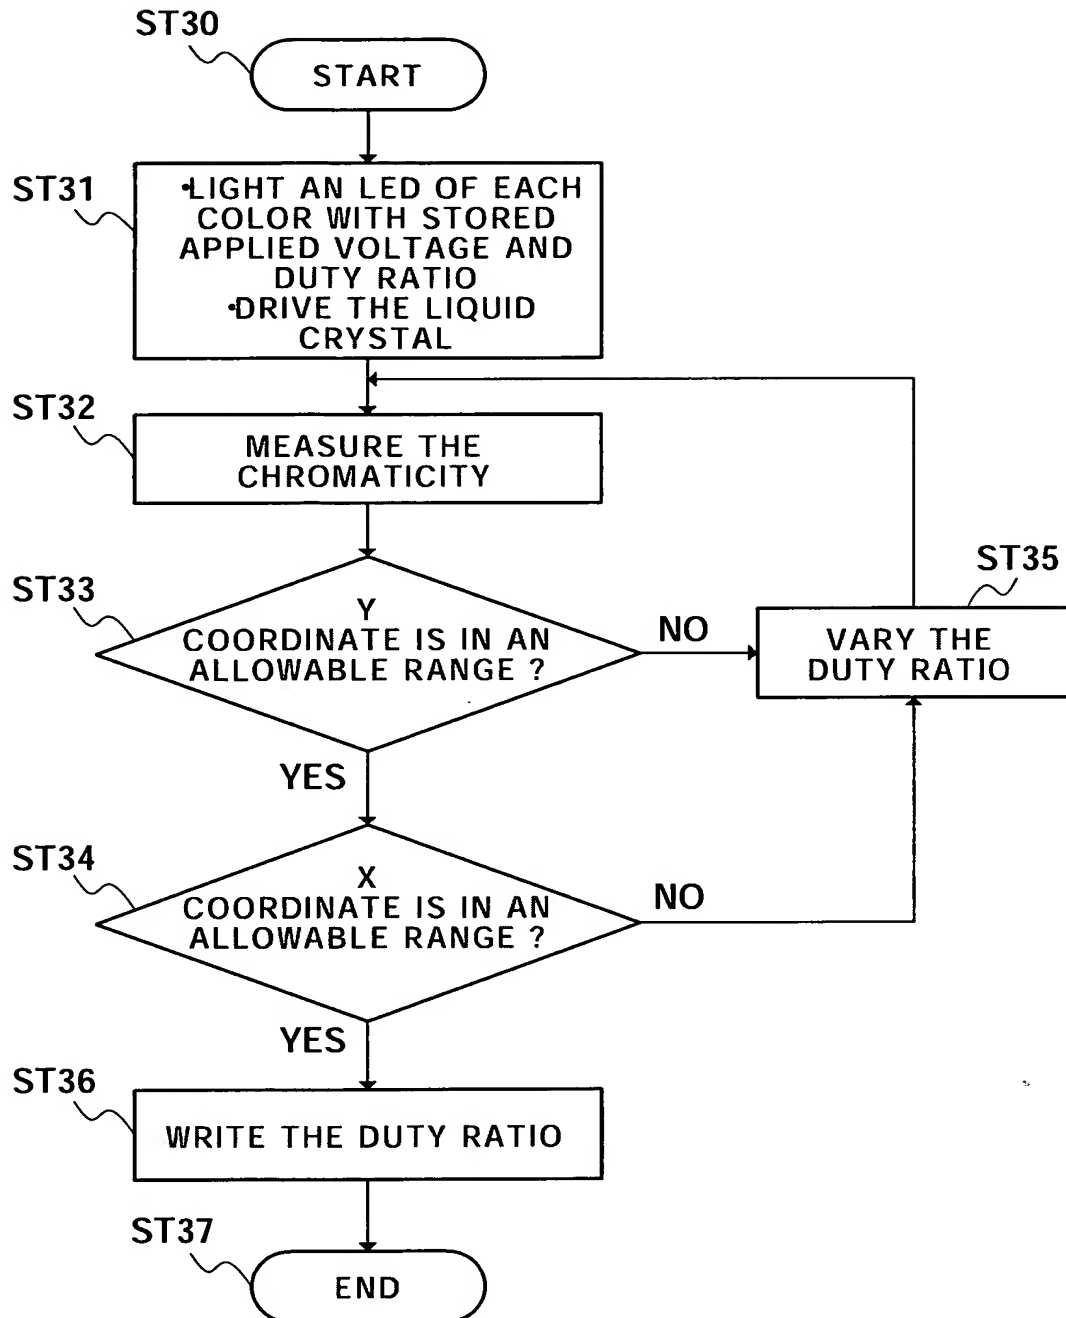 ST30
START
ST31
•LIGHT AN LED OF EACH
COLOR WITH STORED
APPLIED VOLTAGE AND
DUTY RATIO
•DRIVE THE LIQUID
CRYSTAL
ST32
MEASURE THE
CHROMATICITY
ST33
Y
COORDINATE IS IN AN
ALLOWABLE RANGE ?
NO
ST35
VARY THE
DUTY RATIO
YES
ST34
X
COORDINATE IS IN AN
ALLOWABLE RANGE ?
NO
YES
ST36
WRITE THE DUTY RATIO
ST37
END